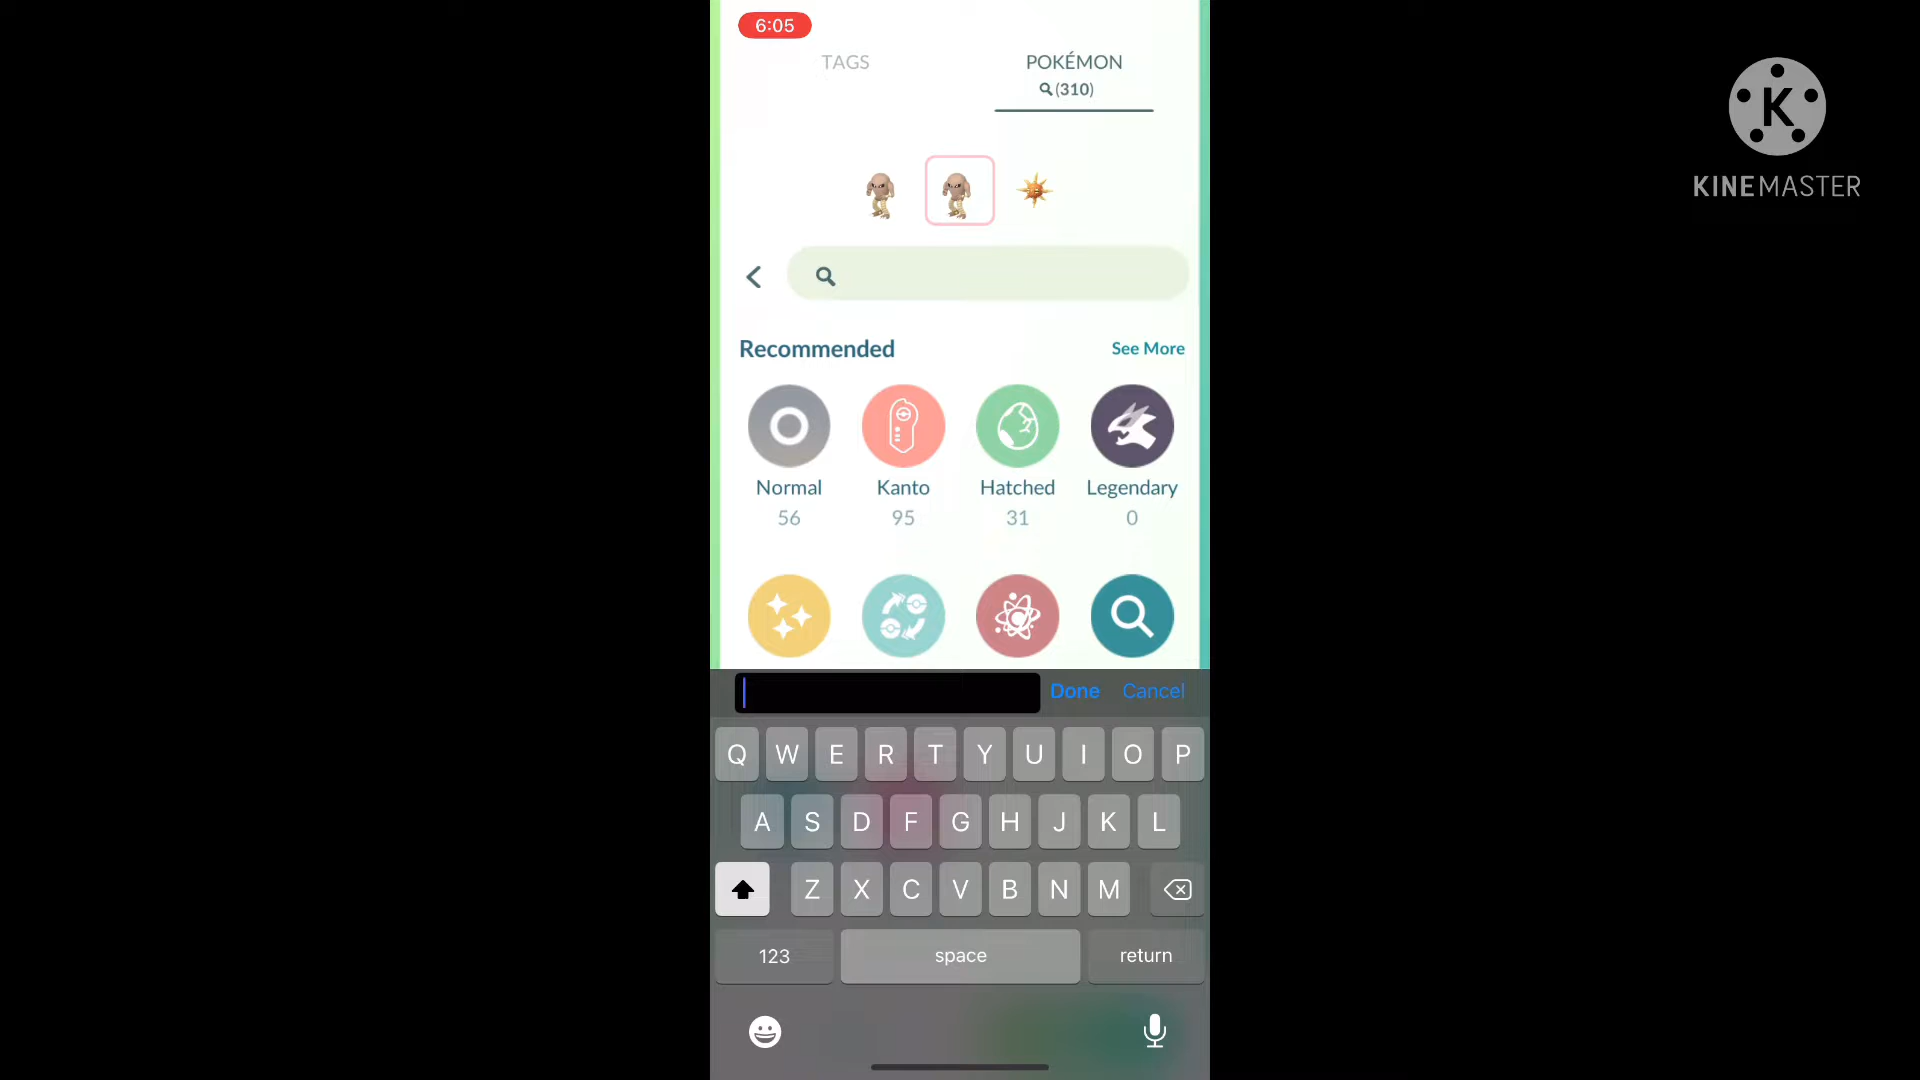 6:05
TAGS
POKÉMON
(310)
K
KINEMASTER
Recommended
See More
Normal
Kanto
Hatched
Legendary
56
95
31
0
Done
Cancel
Q W E R T Y U I O P
A S D F G H J K L
Z X C V B N M
123
space
return